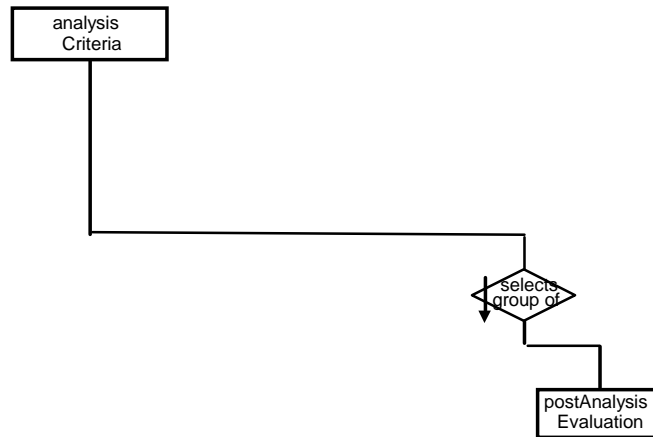 analysis
Criteria
selects
group of
postAnalysis
Evaluation